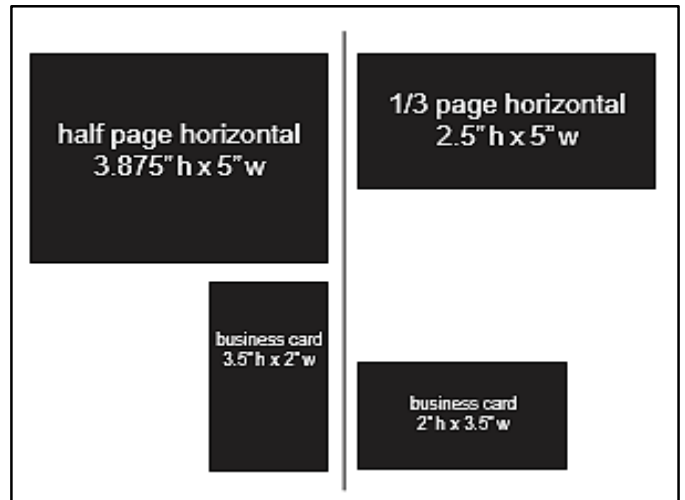 half page horizontal
3.875" h x 5" w
business card
3.5" h x 2" w
1/3 page horizontal
2.5" h x 5" w
business card
2" h x 3.5" w